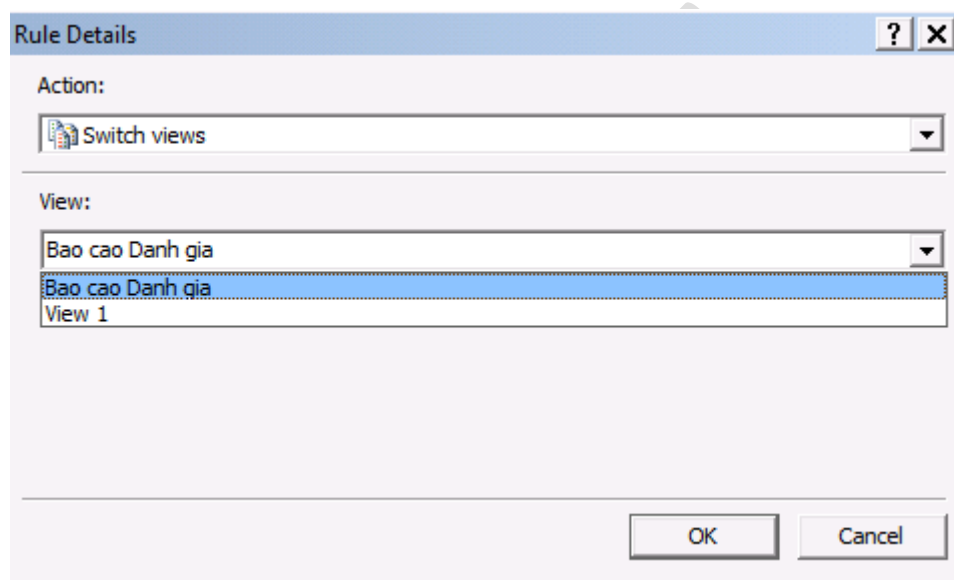 Rule Details
Action:
Switch views
View:
Bao cao Danh gia
Bao cao Danh gia
View 1
OK Cancel